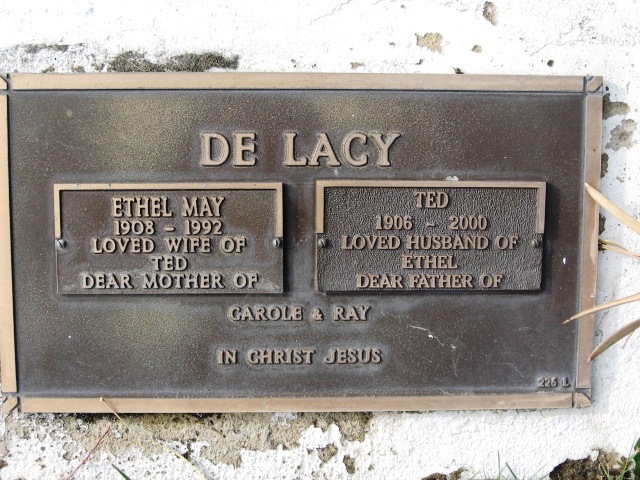 DE LACY
ETHEL MAY
1908 - 1992
LOVED WIFE OF
TED
DEAR MOTHER OF
TED
1906 - 2000
LOVED HUSBAND OF
ETHEL
DEAR FATHER OF
CAROLE & RAY
IN CHRIST JESUS
226 L